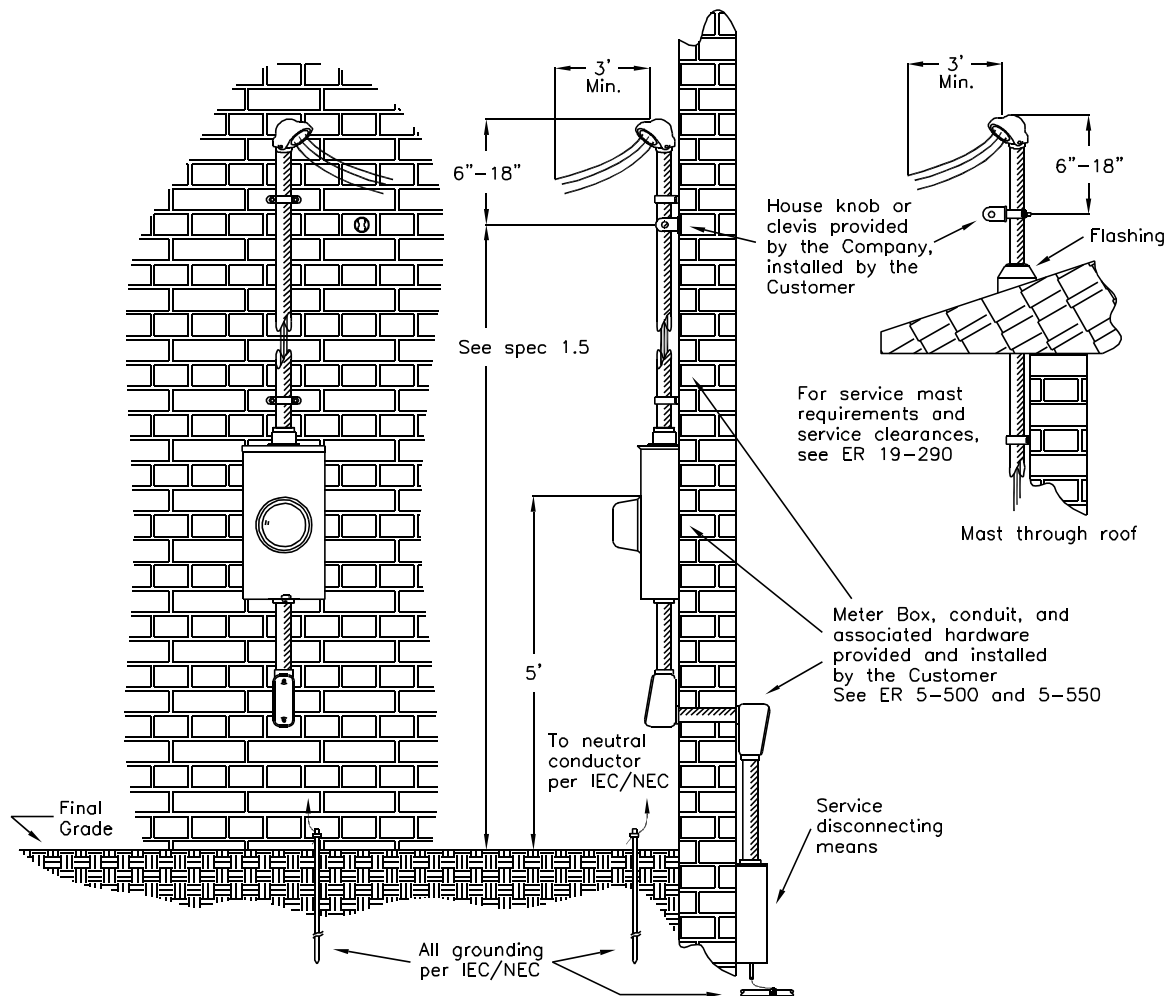 3'
Min.
3'
Min.
6"-18"
6"-18"
House knob or
clevis provided
by the Company,
installed by the
Customer
Flashing
See spec 1.5
For service mast
requirements and
service clearances,
see ER 19-290
Mast through roof
5'
Meter Box, conduit, and
associated hardware
provided and installed
by the Customer
See ER 5-500 and 5-550
To neutral
conductor
per IEC/NEC
Final
Grade
Service
disconnecting
means
All grounding
per IEC/NEC